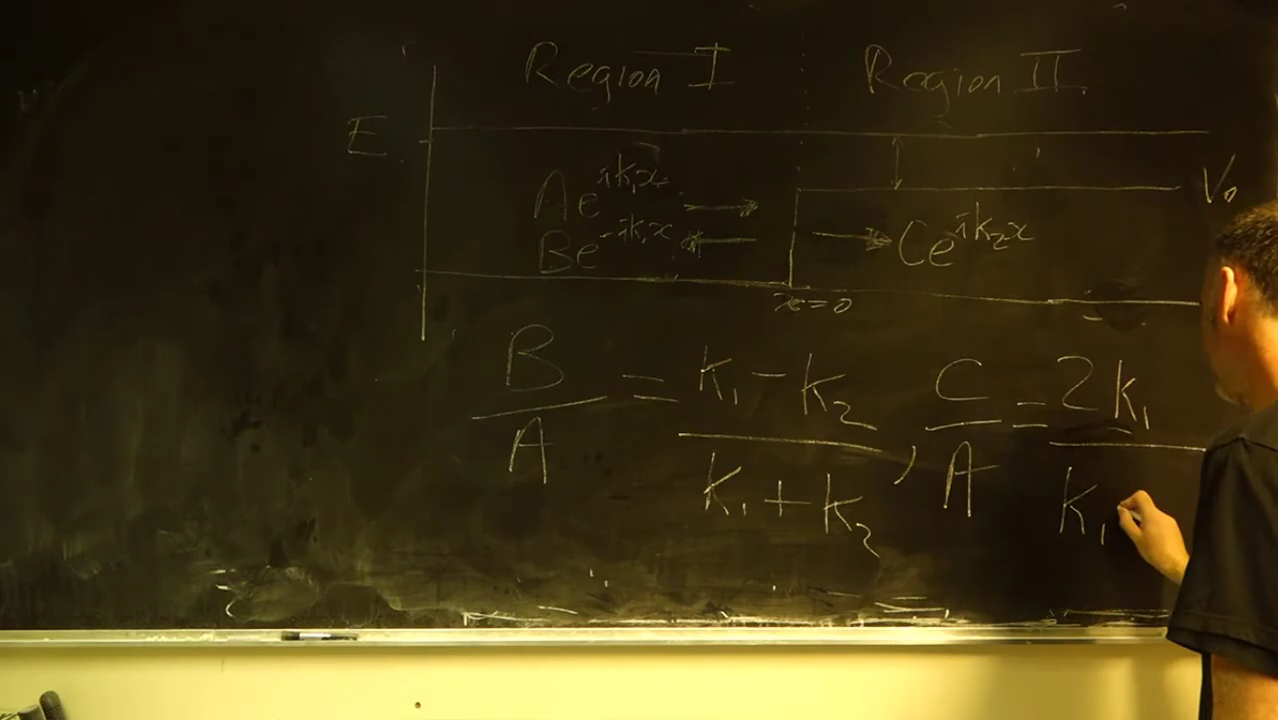 Region I Region II
E
V₀
Ae^{ik₁x}
Be^{-ik₁x} Ce^{ik₂x}
x=0
B/A = K₁ - K₂ / K₁ + K₂ , C/A = 2K₁ / K₁